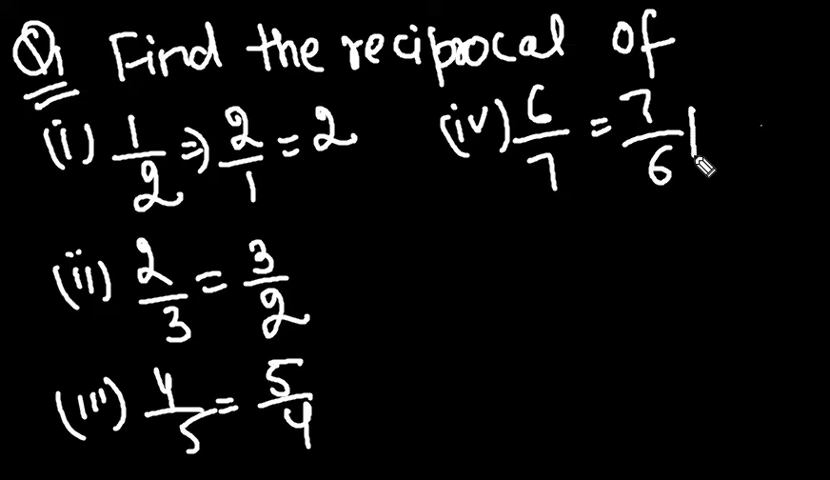 Q1 Find the reciprocal of
(i) 1/2 ⇒ 2/1 = 2
(ii) 2/3 = 3/2
(iii) 4/5 = 5/4
(iv) 6/7 = 7/6